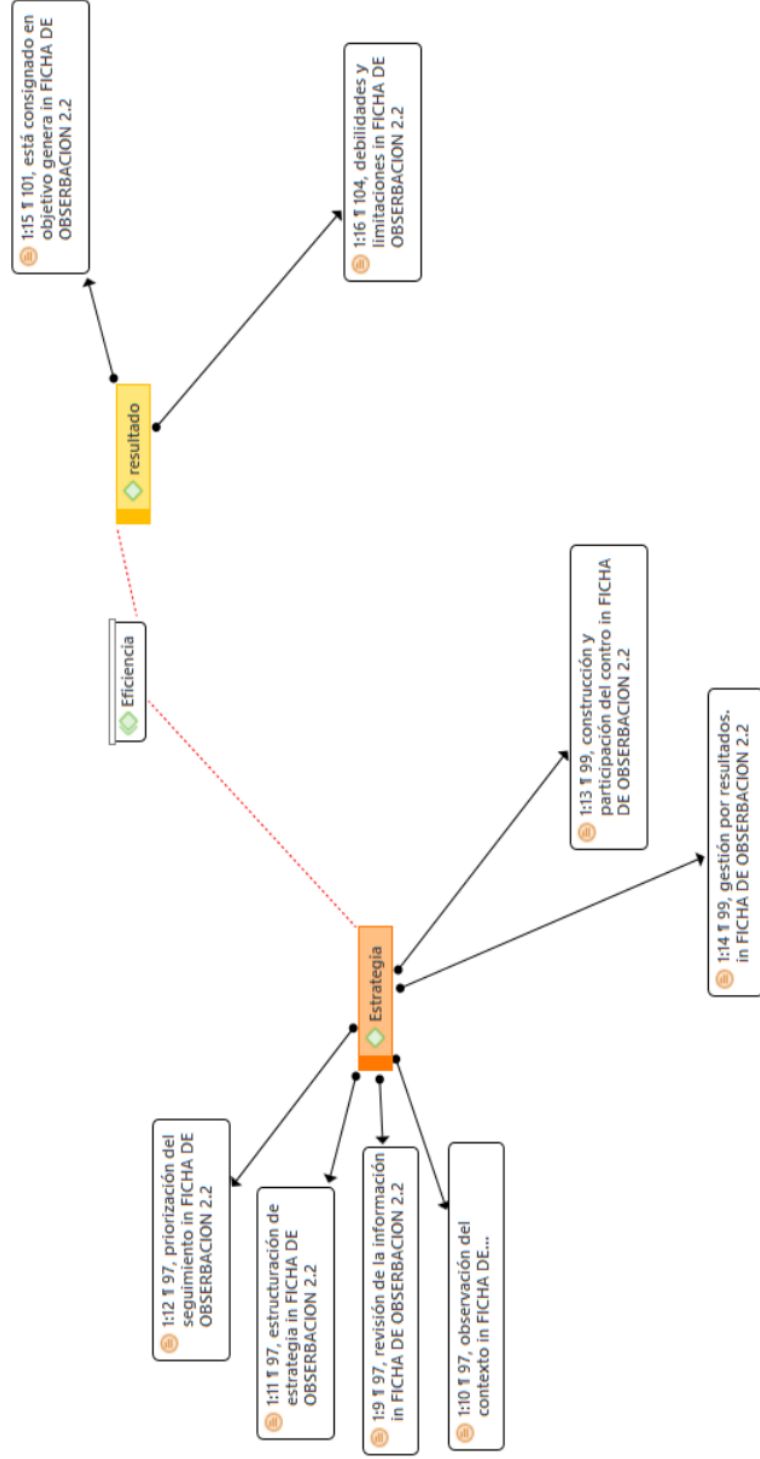 1:15 ¶ 101, está consignado en
objetivo genera in FICHA DE
OBSERBACION 2.2
1:16 ¶ 104, debilidades y
limitaciones in FICHA DE
OBSERBACION 2.2
resultado
Eficiencia
Estrategia
1:13 ¶ 99, construcción y
participación del contro in FICHA
DE OBSERBACION 2.2
1:14 ¶ 99, gestión por resultados.
in FICHA DE OBSERBACION 2.2
1:12 ¶ 97, priorización del
seguimiento in FICHA DE
OBSERBACION 2.2
1:11 ¶ 97, estructuración de
estrategia in FICHA DE
OBSERBACION 2.2
1:9 ¶ 97, revisión de la información
in FICHA DE OBSERBACION 2.2
1:10 ¶ 97, observación del
contexto in FICHA DE...